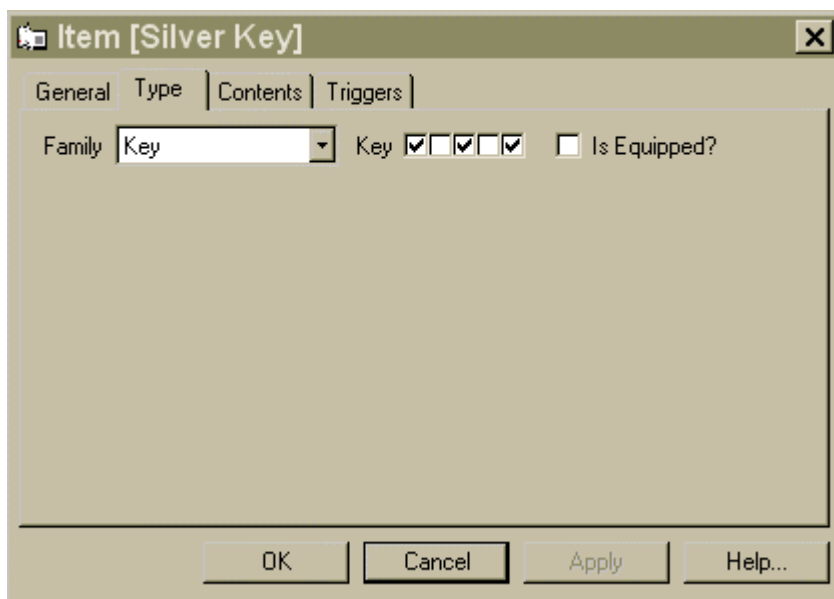 Item [Silver Key]
General Type Contents Triggers
Family Key Key Is Equipped?
OK Cancel Apply Help...